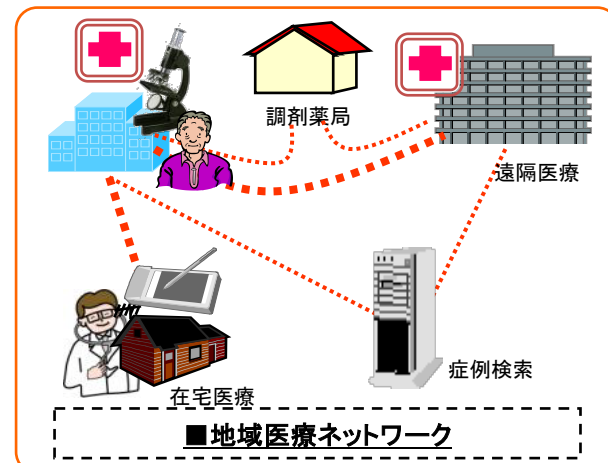 調剤薬局
遠隔医療
症例検索
在宅医療
■地域医療ネットワーク